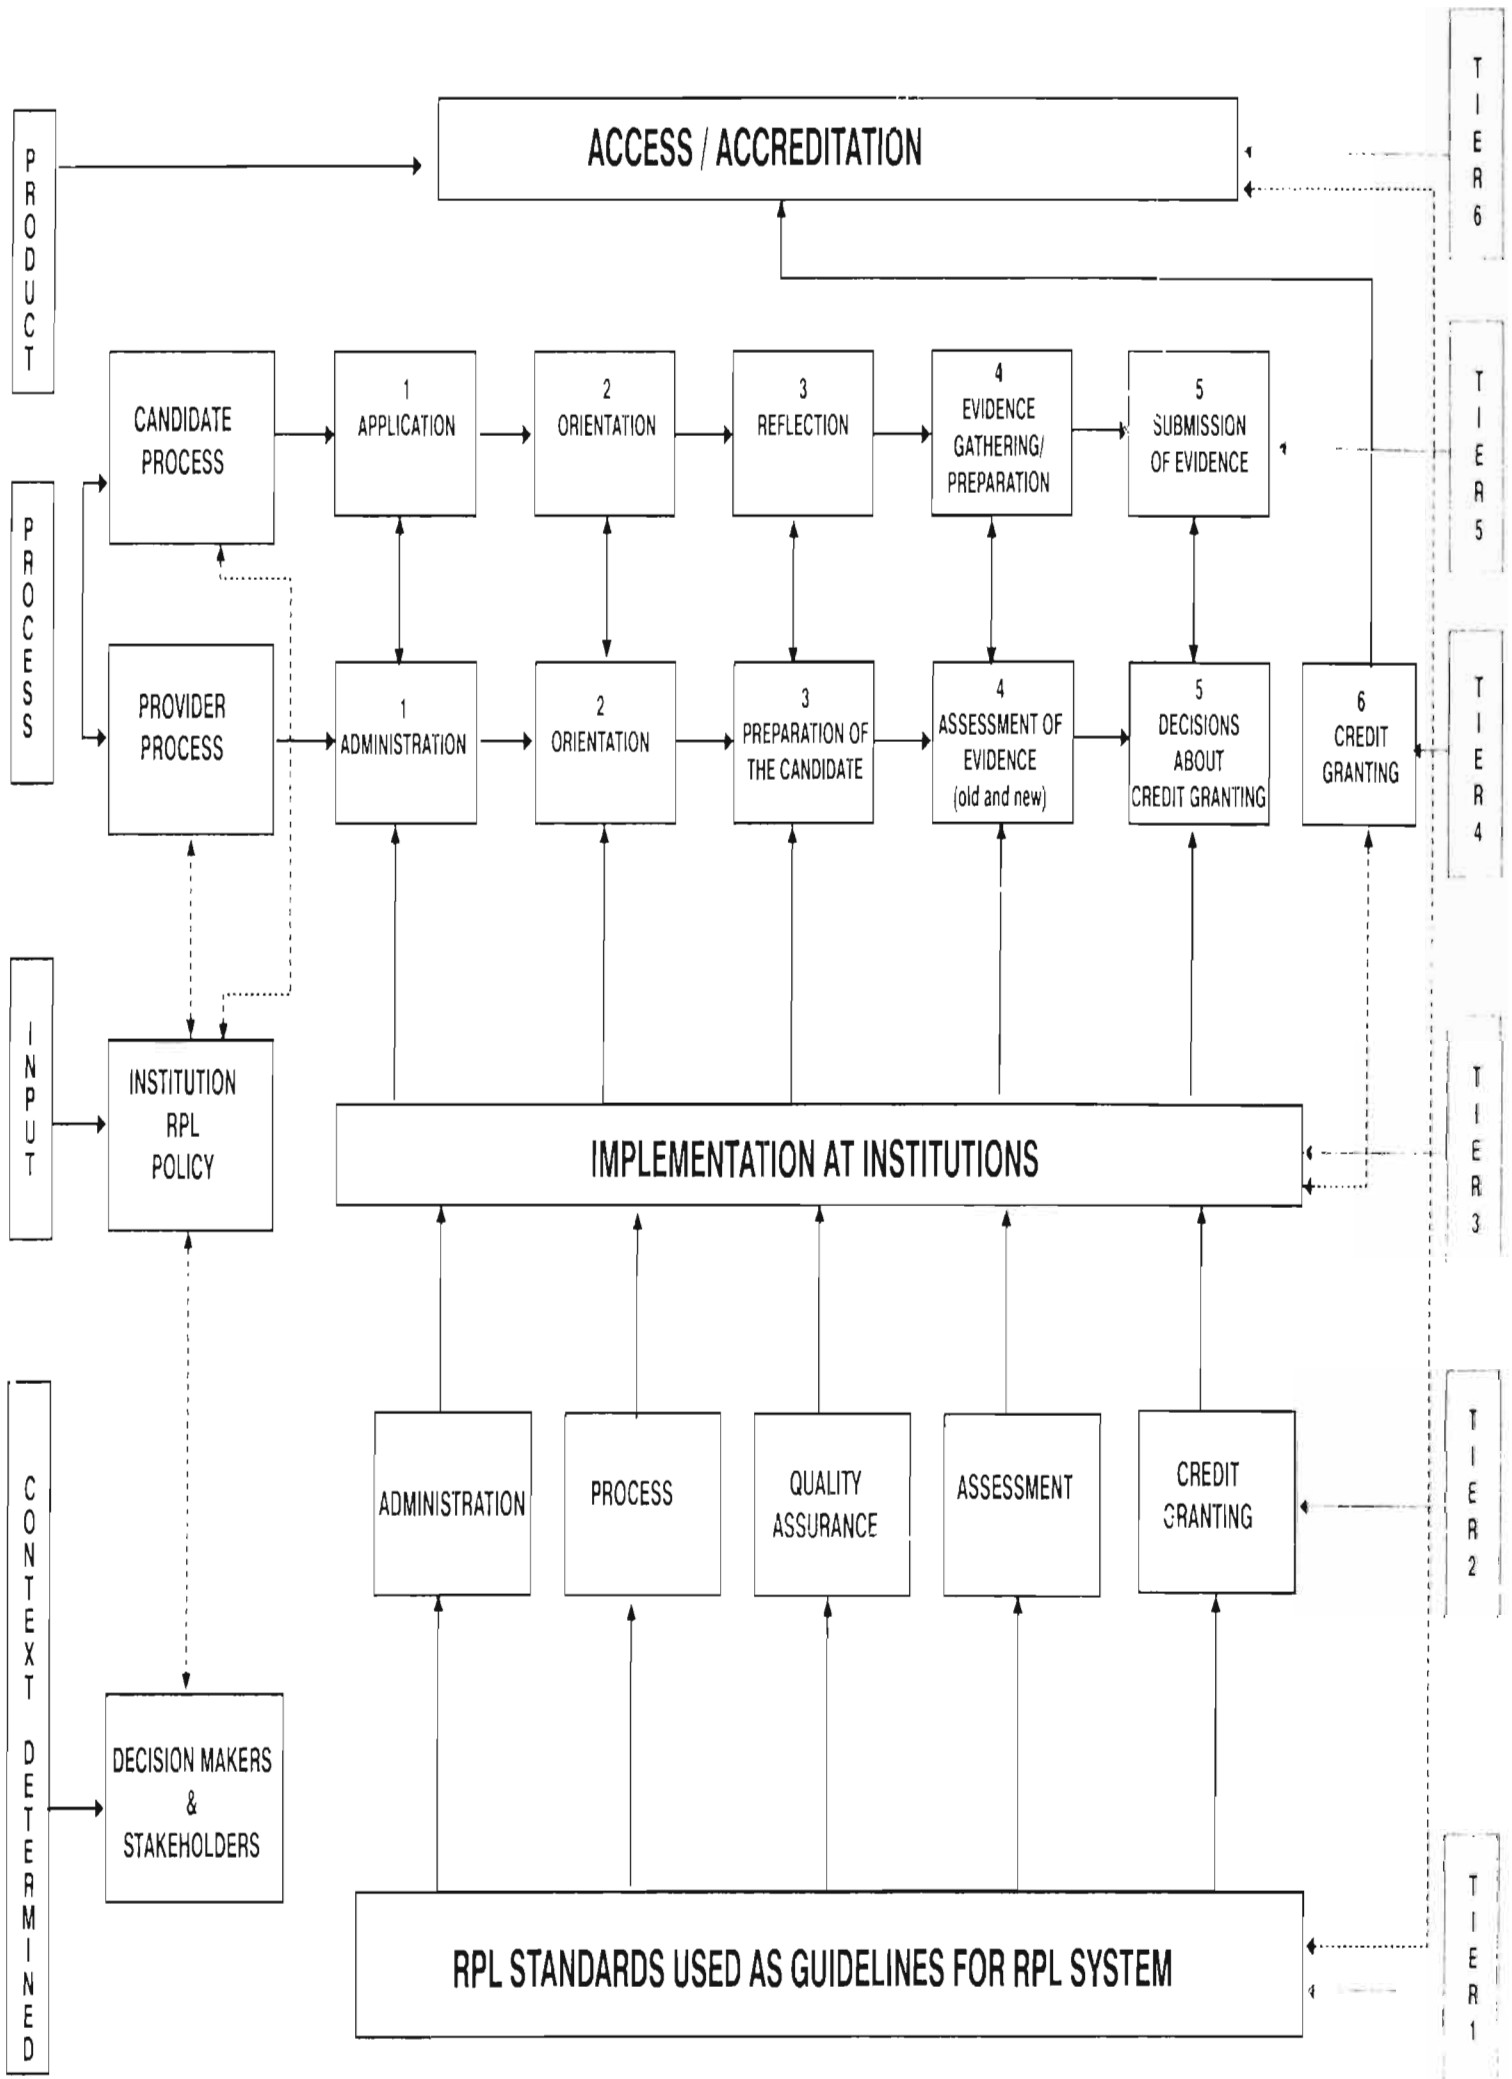 TIER 6
PRODUCT
ACCESS / ACCREDITATION
TIER 5
CANDIDATE
PROCESS
1
APPLICATION
2
ORIENTATION
3
REFLECTION
4
EVIDENCE
GATHERING/
PREPARATION
5
SUBMISSION
OF EVIDENCE
PROCESS
TIER 4
PROVIDER
PROCESS
1
ADMINISTRATION
2
ORIENTATION
3
PREPARATION OF
THE CANDIDATE
4
ASSESSMENT OF
EVIDENCE
(old and new)
5
DECISIONS
ABOUT
CREDIT GRANTING
6
CREDIT
GRANTING
INPUT
INSTITUTION
RPL
POLICY
IMPLEMENTATION AT INSTITUTIONS
TIER 3
CONTEXT DETERMINED
ADMINISTRATION
PROCESS
QUALITY
ASSURANCE
ASSESSMENT
CREDIT
GRANTING
TIER 2
DECISION MAKERS
&
STAKEHOLDERS
RPL STANDARDS USED AS GUIDELINES FOR RPL SYSTEM
TIER 1